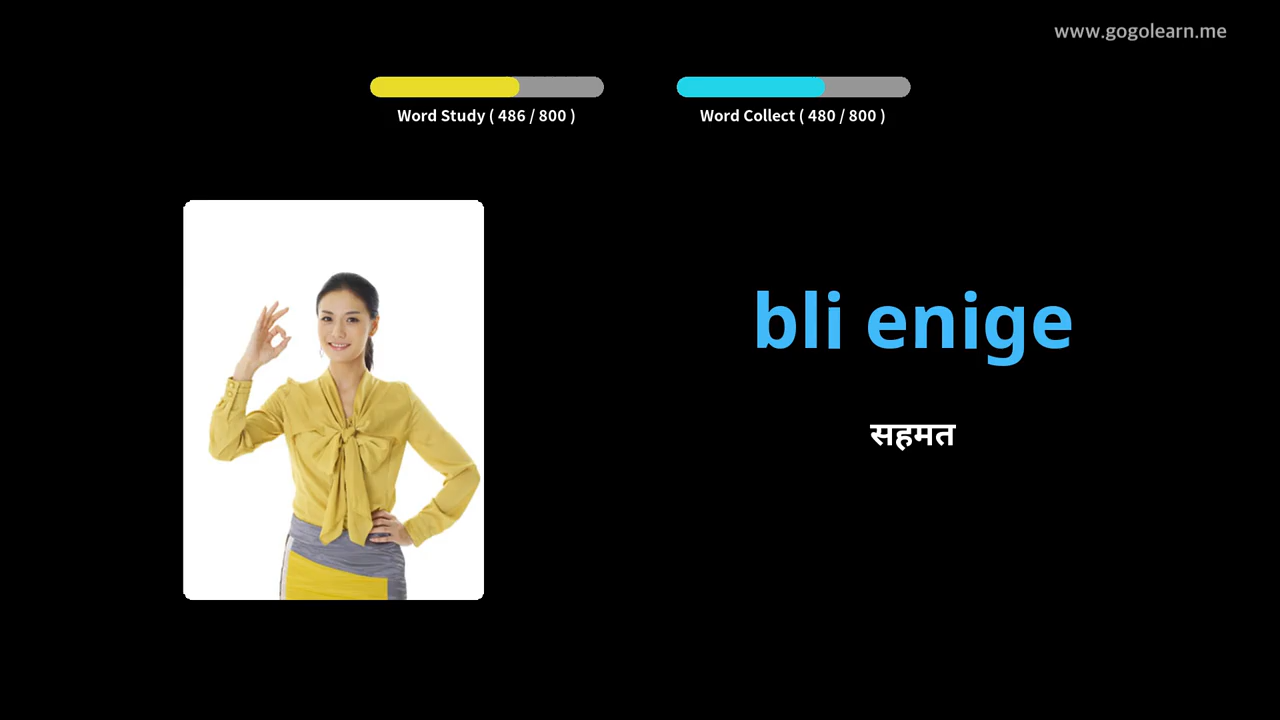 www.gogolearn.me
Word Study ( 486 / 800 )
Word Collect ( 480 / 800 )
bli enige
सहमत